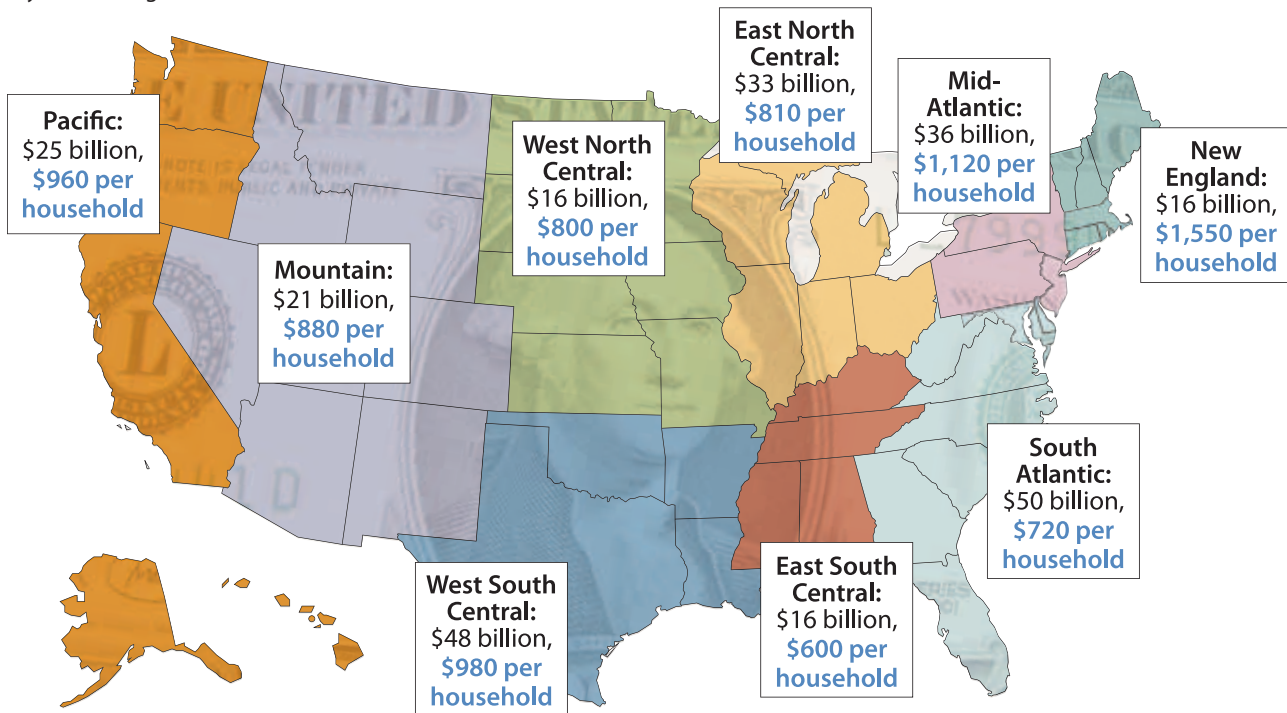 East North
Central:
$33 billion,
$810 per
household
Mid-
Atlantic:
$36 billion,
$1,120 per
household
Pacific:
$25 billion,
$960 per
household
West North
Central:
$16 billion,
$800 per
household
New
England:
$16 billion,
$1,550 per
household
Mountain:
$21 billion,
$880 per
household
South
Atlantic:
$50 billion,
$720 per
household
West South
Central:
$48 billion,
$980 per
household
East South
Central:
$16 billion,
$600 per
household